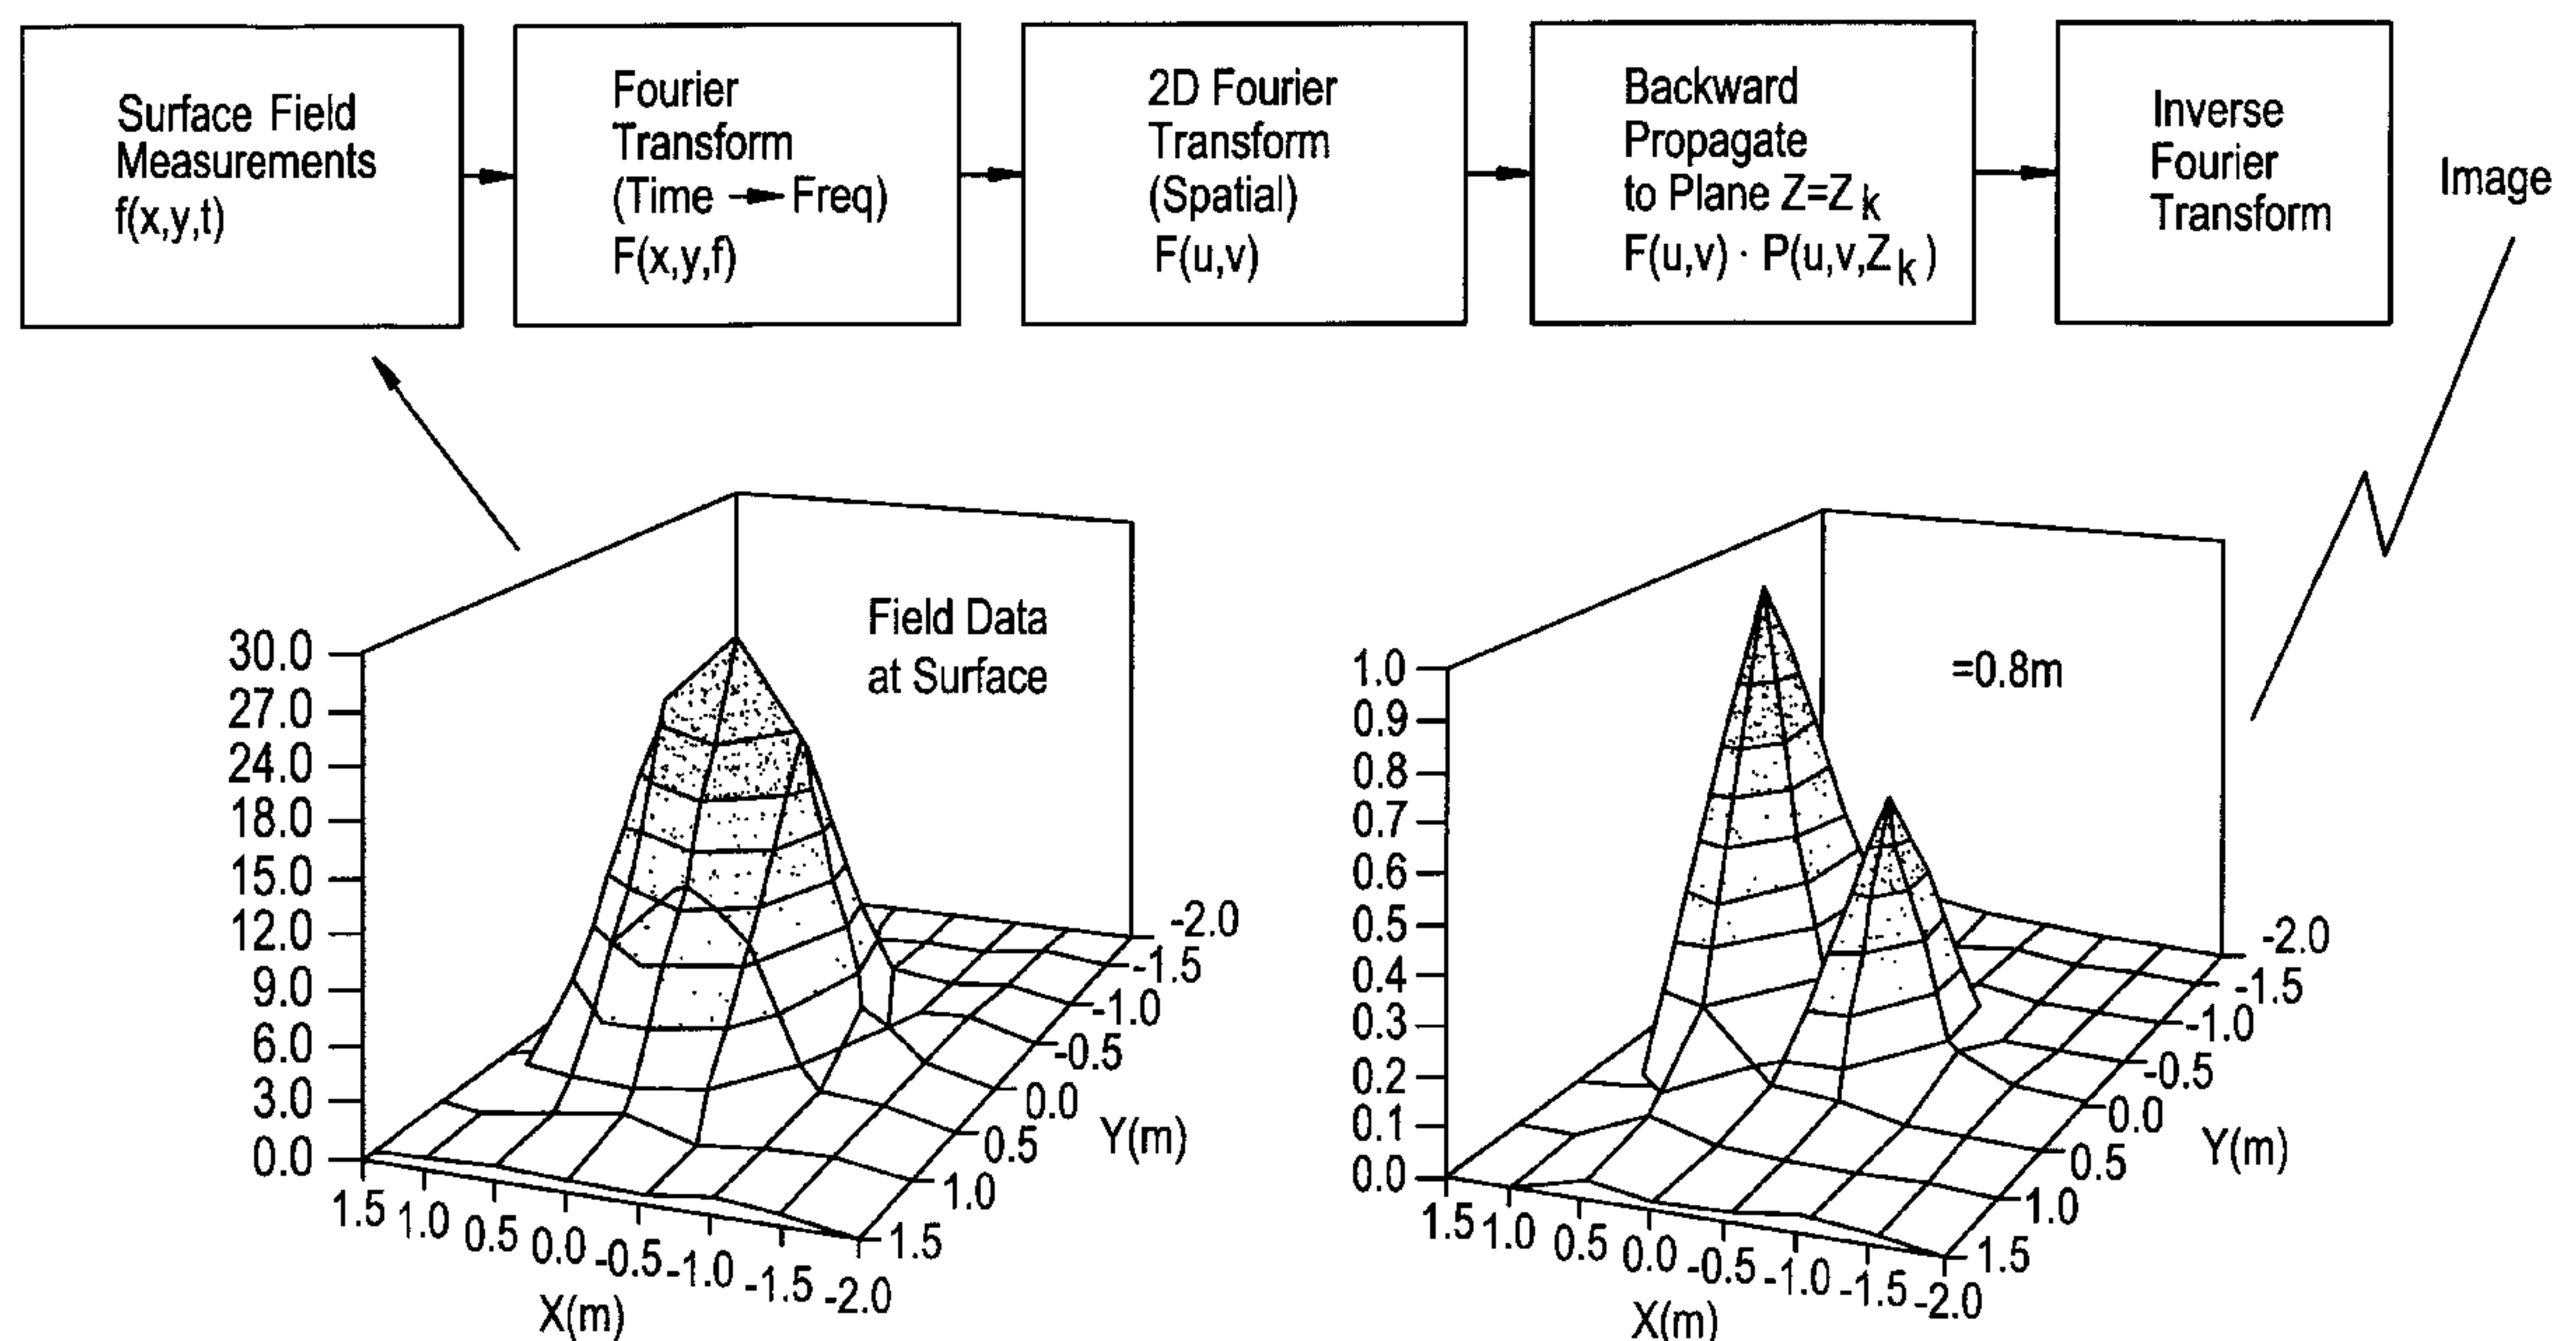 Surface Field
Measurements
f(x,y,t)
Fourier
Transform
(Time → Freq)
F(x,y,f)
2D Fourier
Transform
(Spatial)
F(u,v)
Backward
Propagate
to Plane Z=Zk
F(u,v) · P(u,v,Zk)
Inverse
Fourier
Transform
Image
Field Data
at Surface
30.0
27.0
24.0
18.0
15.0
12.0
9.0
6.0
3.0
0.0
1.5 1.0 0.5 0.0 -0.5 -1.0 -1.5 -2.0
X(m)
-2.0
-1.5
-1.0
-0.5
0.0
0.5
1.0
1.5
Y(m)
=0.8m
1.0
0.9
0.8
0.7
0.6
0.5
0.4
0.3
0.2
0.1
0.0
1.5 1.0 0.5 0.0 -0.5 -1.0 -1.5 -2.0
X(m)
-2.0
-1.5
-1.0
-0.5
0.0
0.5
1.0
1.5
Y(m)